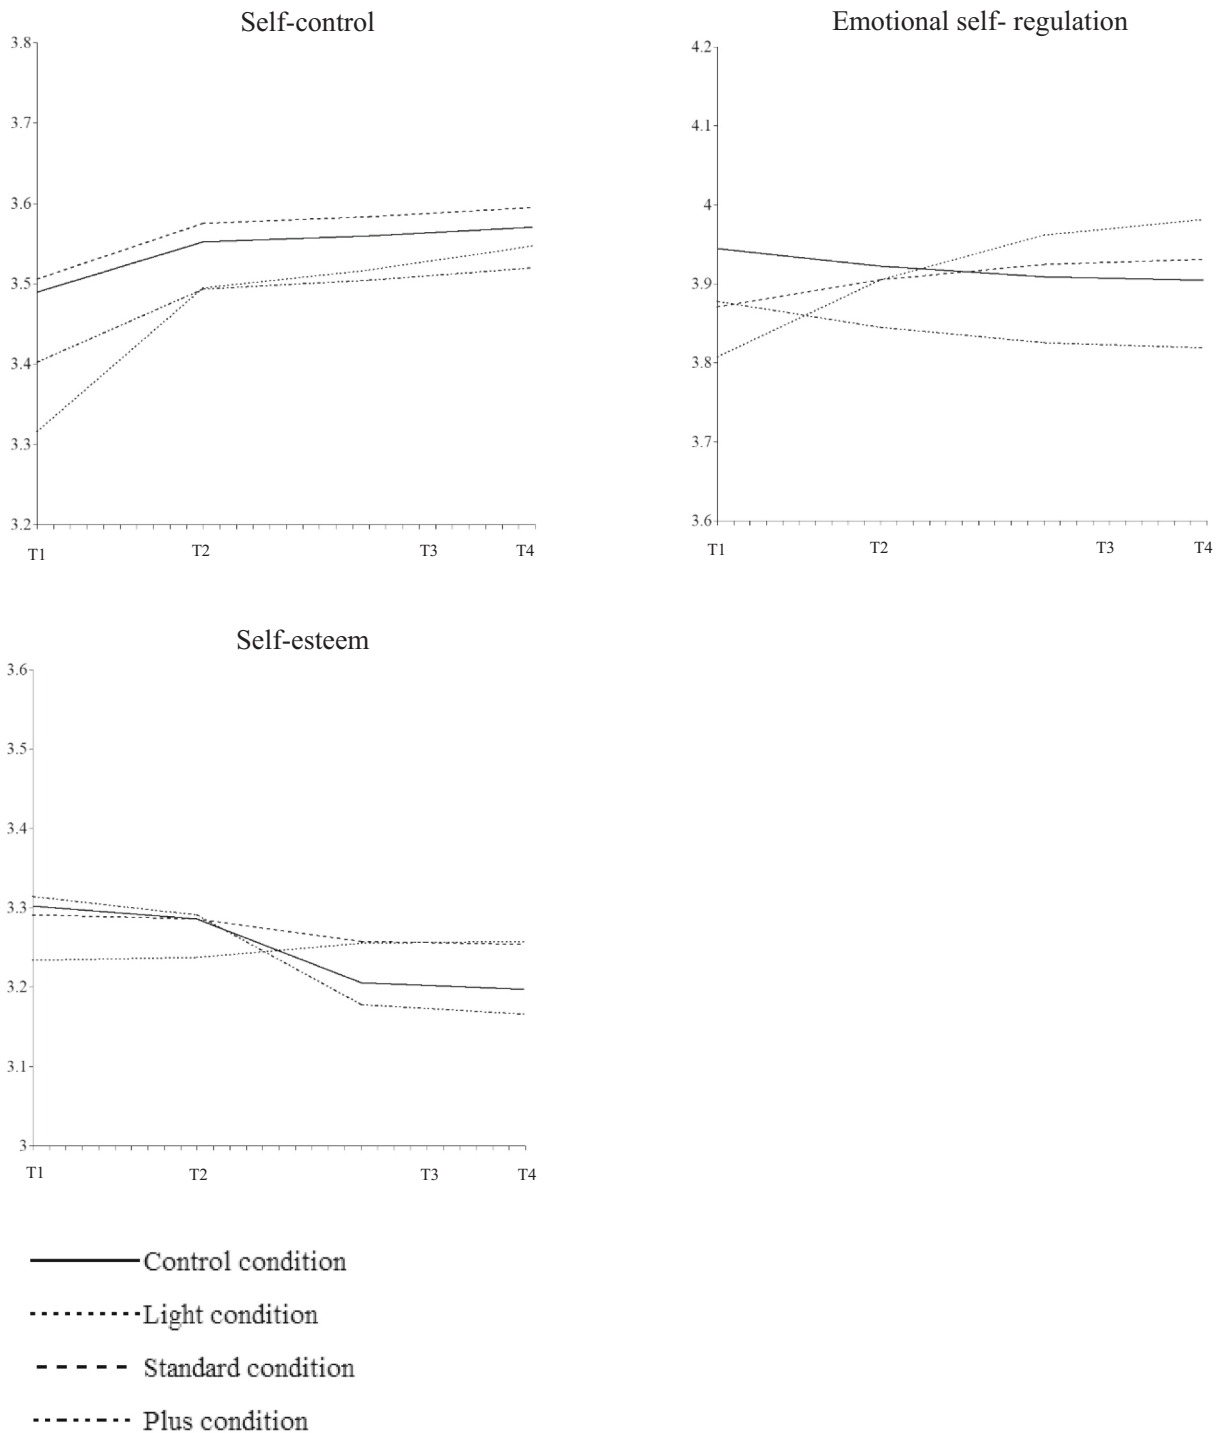 Self-control
3.8
3.7
3.6
3.5
3.4
3.3
3.2
T1 T2 T3 T4
Emotional self- regulation
4.2
4.1
4
3.9
3.8
3.7
3.6
T1 T2 T3 T4
Self-esteem
3.6
3.5
3.4
3.3
3.2
3.1
3
T1 T2 T3 T4
Control condition
Light condition
Standard condition
Plus condition